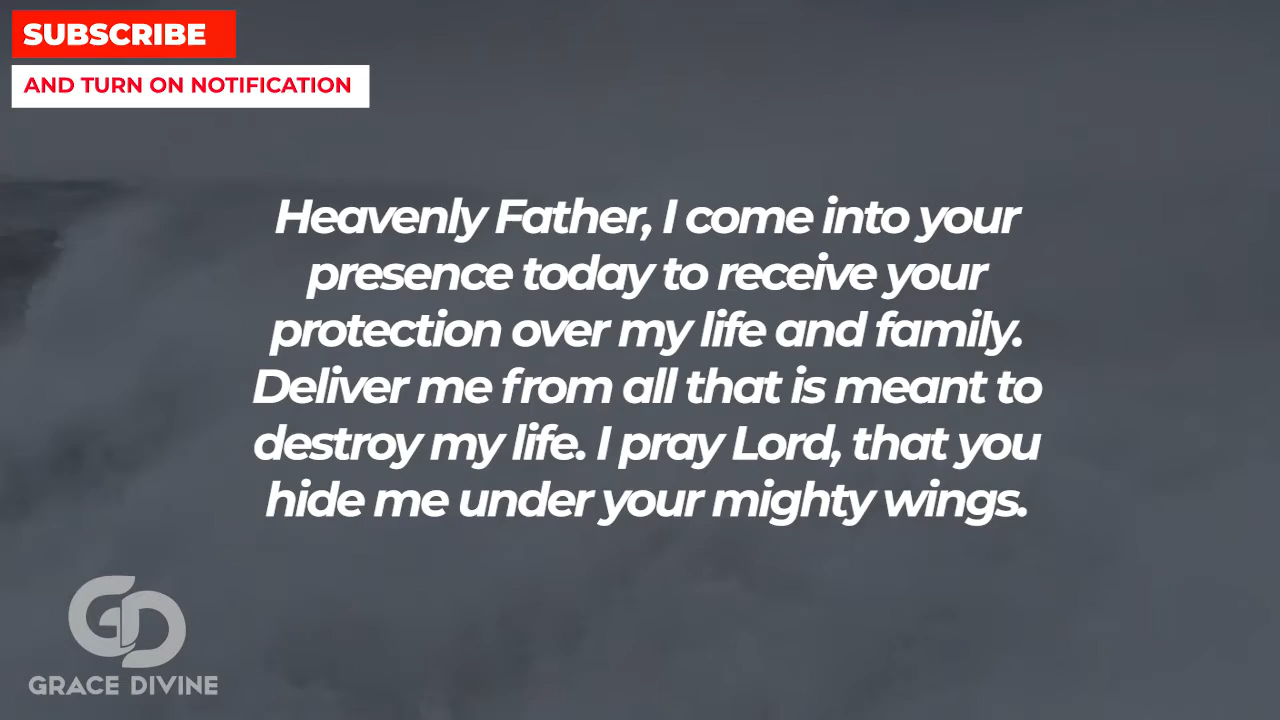 SUBSCRIBE
AND TURN ON NOTIFICATION
Heavenly Father, I come into your
presence today to receive your
protection over my life and family.
Deliver me from all that is meant to
destroy my life. I pray Lord, that you
hide me under your mighty wings.
GD
GRACE DIVINE